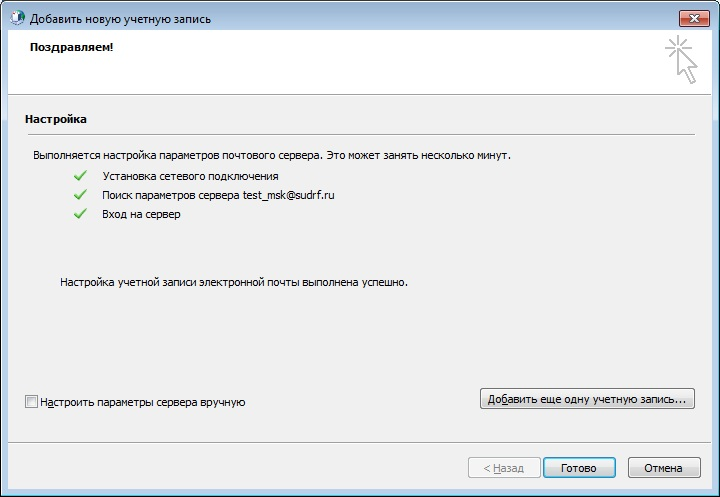 Добавить новую учетную запись
Поздравляем!
Настройка
Выполняется настройка параметров почтового сервера. Это может занять несколько минут.
Установка сетевого подключения
Поиск параметров сервера test_msk@sudrf.ru
Вход на сервер
Настройка учетной записи электронной почты выполнена успешно.
Настроить параметры сервера вручную
Добавить еще одну учетную запись...
< Назад
Готово
Отмена